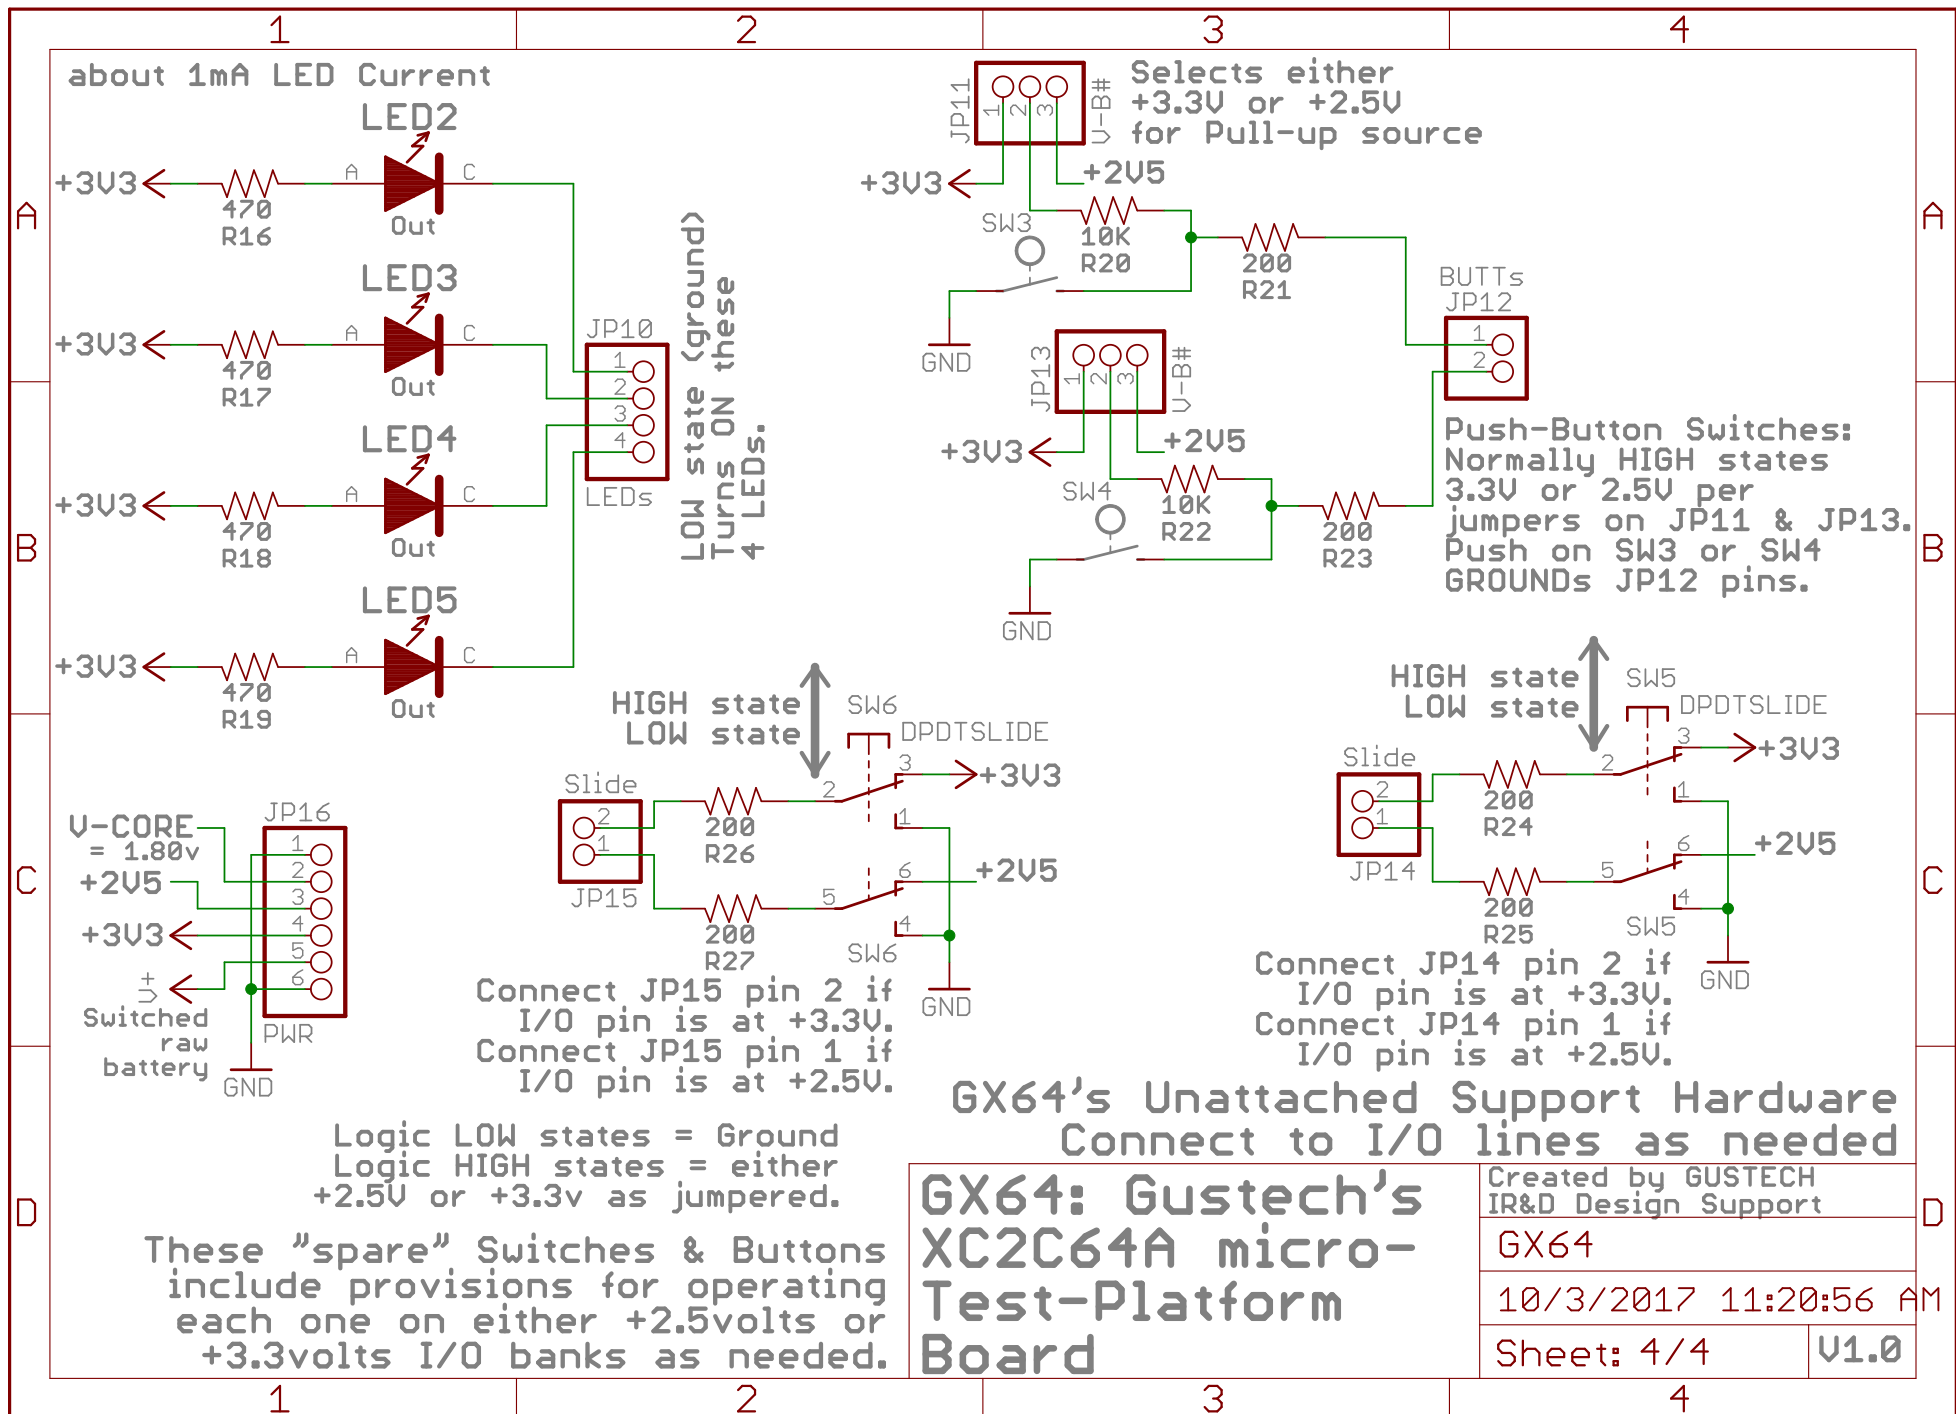 1
2
3
4
A
A
B
B
C
C
D
D
1
2
3
4
about 1mA LED Current
LED2
+3V3
A
C
470
R16
Out
LED3
+3V3
A
C
470
R17
Out
LED4
+3V3
A
C
470
R18
Out
LED5
+3V3
A
C
470
R19
Out
JP10
1
2
3
4
LEDs
LOW state (ground)
Turns ON these
4 LEDs.
JP11
1
2
3
V-B#
Selects either
+3.3V or +2.5V
for Pull-up source
+3V3
+2V5
SW3
10K
R20
200
R21
GND
BUTTs
JP12
1
2
JP13
1
2
3
V-B#
+3V3
+2V5
SW4
10K
R22
200
R23
GND
Push-Button Switches:
Normally HIGH states
3.3V or 2.5V per
jumpers on JP11 & JP13.
Push on SW3 or SW4
GROUNDs JP12 pins.
HIGH state
LOW state
SW6
DPDTSLIDE
Slide
2
1
JP15
200
R26
2
3
+3V3
1
200
R27
5
6
+2V5
4
SW6
GND
Connect JP15 pin 2 if
I/O pin is at +3.3V.
Connect JP15 pin 1 if
I/O pin is at +2.5V.
HIGH state
LOW state
SW5
DPDTSLIDE
Slide
2
1
JP14
200
R24
2
3
+3V3
1
200
R25
5
6
+2V5
4
SW5
GND
Connect JP14 pin 2 if
I/O pin is at +3.3V.
Connect JP14 pin 1 if
I/O pin is at +2.5V.
JP16
V-CORE
= 1.80v
+2V5
+3V3
V+
Switched
raw
battery
1
2
3
4
5
6
PWR
GND
Logic LOW states = Ground
Logic HIGH states = either
+2.5V or +3.3v as jumpered.
These "spare" Switches & Buttons
include provisions for operating
each one on either +2.5volts or
+3.3volts I/O banks as needed.
GX64's Unattached Support Hardware
Connect to I/O lines as needed
GX64: Gustech's
XC2C64A micro-
Test-Platform
Board
Created by GUSTECH
IR&D Design Support
GX64
10/3/2017 11:20:56 AM
Sheet: 4/4
V1.0